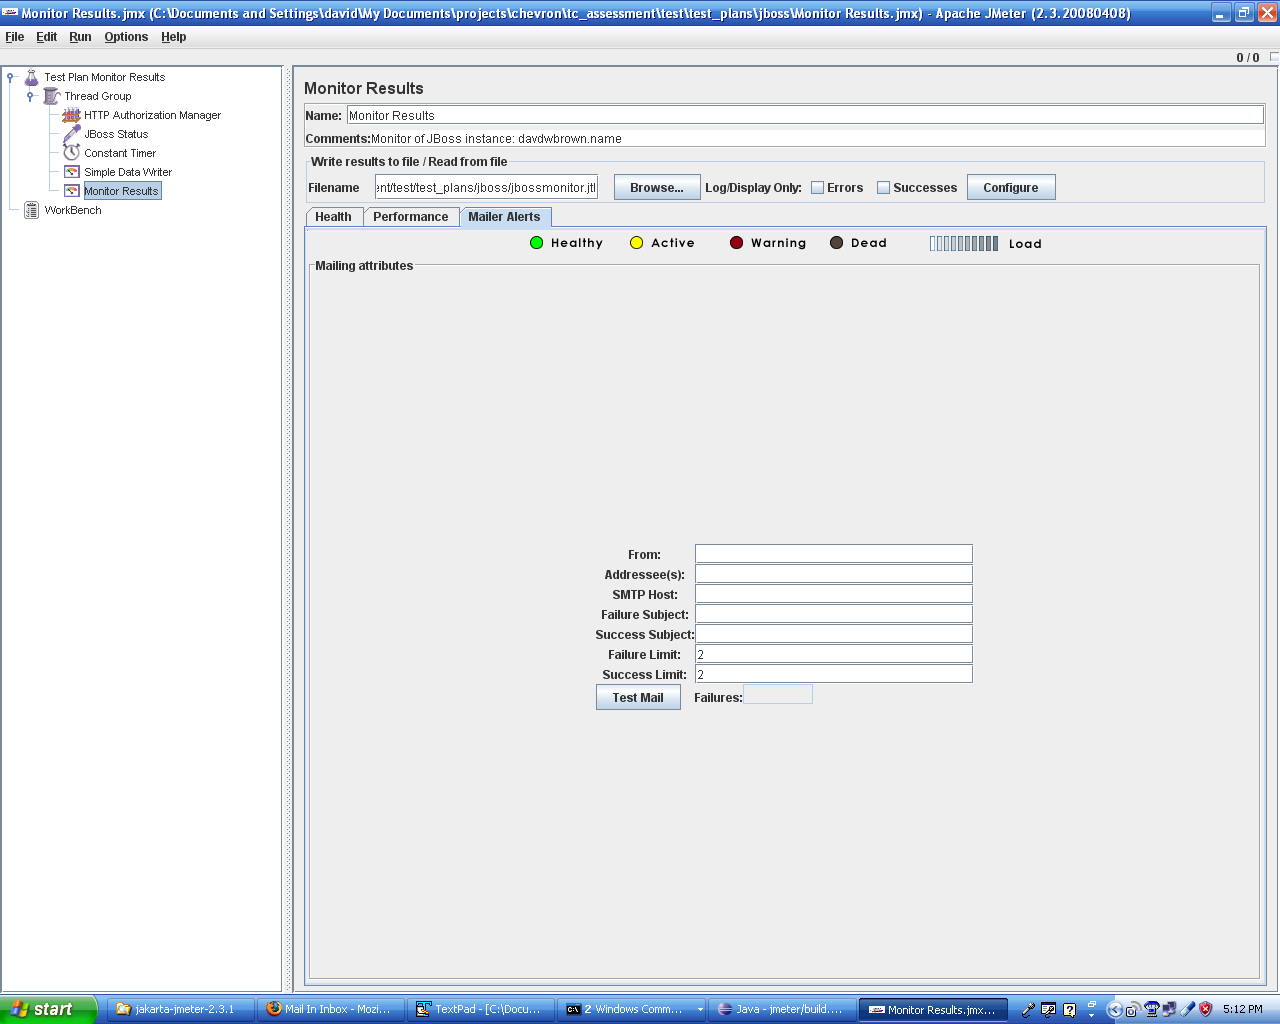 Monitor Results.jmx (C:\Documents and Settings\david\My Documents\projects\chevron\tc_assessment\test\test_plans\jboss\Monitor Results.jmx) - Apache JMeter (2.3.20080408)
File Edit Run Options Help
0 / 0
Test Plan Monitor Results
Thread Group
HTTP Authorization Manager
JBoss Status
Constant Timer
Simple Data Writer
Monitor Results
WorkBench
Monitor Results
Name: Monitor Results
Comments: Monitor of JBoss instance: davdwbrown.name
Write results to file / Read from file
Filename ent/test/test_plans/jboss/jbossmonitor.jtl Browse... Log/Display Only: Errors Successes Configure
Health Performance Mailer Alerts
Healthy Active Warning Dead Load
Mailing attributes
From:
Addressee(s):
SMTP Host:
Failure Subject:
Success Subject:
Failure Limit: 2
Success Limit: 2
Test Mail Failures:
start jakarta-jmeter-2.3.1 Mail In Inbox - Mozi... TextPad - [C:\Docu... 2 Windows Comm... Java - jmeter/build.... Monitor Results.jmx... 5:12 PM